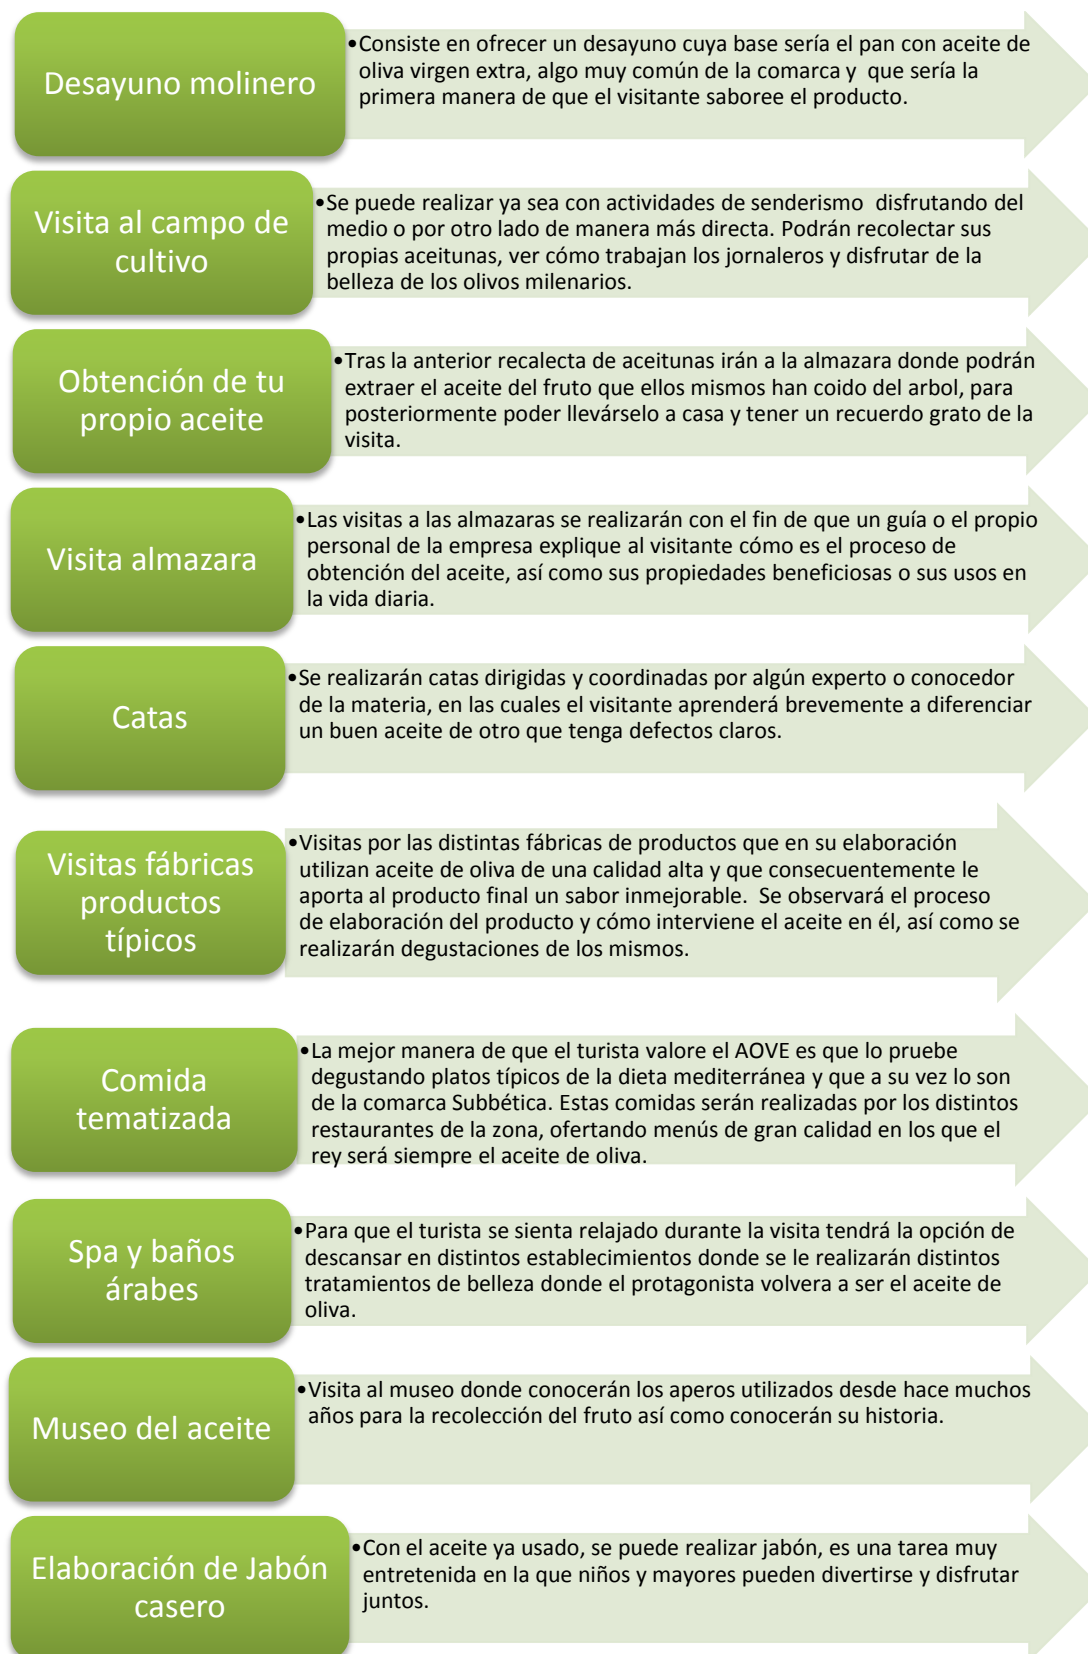 Desayuno molinero
•Consiste en ofrecer un desayuno cuya base sería el pan con aceite de
oliva virgen extra, algo muy común de la comarca y que sería la
primera manera de que el visitante saboree el producto.
Visita al campo de
cultivo
•Se puede realizar ya sea con actividades de senderismo disfrutando del
medio o por otro lado de manera más directa. Podrán recolectar sus
propias aceitunas, ver cómo trabajan los jornaleros y disfrutar de la
belleza de los olivos milenarios.
Obtención de tu
propio aceite
•Tras la anterior recalecta de aceitunas irán a la almazara donde podrán
extraer el aceite del fruto que ellos mismos han coido del arbol, para
posteriormente poder llevárselo a casa y tener un recuerdo grato de la
visita.
Visita almazara
•Las visitas a las almazaras se realizarán con el fin de que un guía o el propio
personal de la empresa explique al visitante cómo es el proceso de
obtención del aceite, así como sus propiedades beneficiosas o sus usos en
la vida diaria.
Catas
•Se realizarán catas dirigidas y coordinadas por algún experto o conocedor
de la materia, en las cuales el visitante aprenderá brevemente a diferenciar
un buen aceite de otro que tenga defectos claros.
Visitas fábricas
productos
típicos
•Visitas por las distintas fábricas de productos que en su elaboración
utilizan aceite de oliva de una calidad alta y que consecuentemente le
aporta al producto final un sabor inmejorable. Se observará el proceso
de elaboración del producto y cómo interviene el aceite en él, así como se
realizarán degustaciones de los mismos.
Comida
tematizada
•La mejor manera de que el turista valore el AOVE es que lo pruebe
degustando platos típicos de la dieta mediterránea y que a su vez lo son
de la comarca Subbética. Estas comidas serán realizadas por los distintos
restaurantes de la zona, ofertando menús de gran calidad en los que el
rey será siempre el aceite de oliva.
Spa y baños
árabes
•Para que el turista se sienta relajado durante la visita tendrá la opción de
descansar en distintos establecimientos donde se le realizarán distintos
tratamientos de belleza donde el protagonista volvera a ser el aceite de
oliva.
Museo del aceite
•Visita al museo donde conocerán los aperos utilizados desde hace muchos
años para la recolección del fruto así como conocerán su historia.
Elaboración de Jabón
casero
•Con el aceite ya usado, se puede realizar jabón, es una tarea muy
entretenida en la que niños y mayores pueden divertirse y disfrutar
juntos.